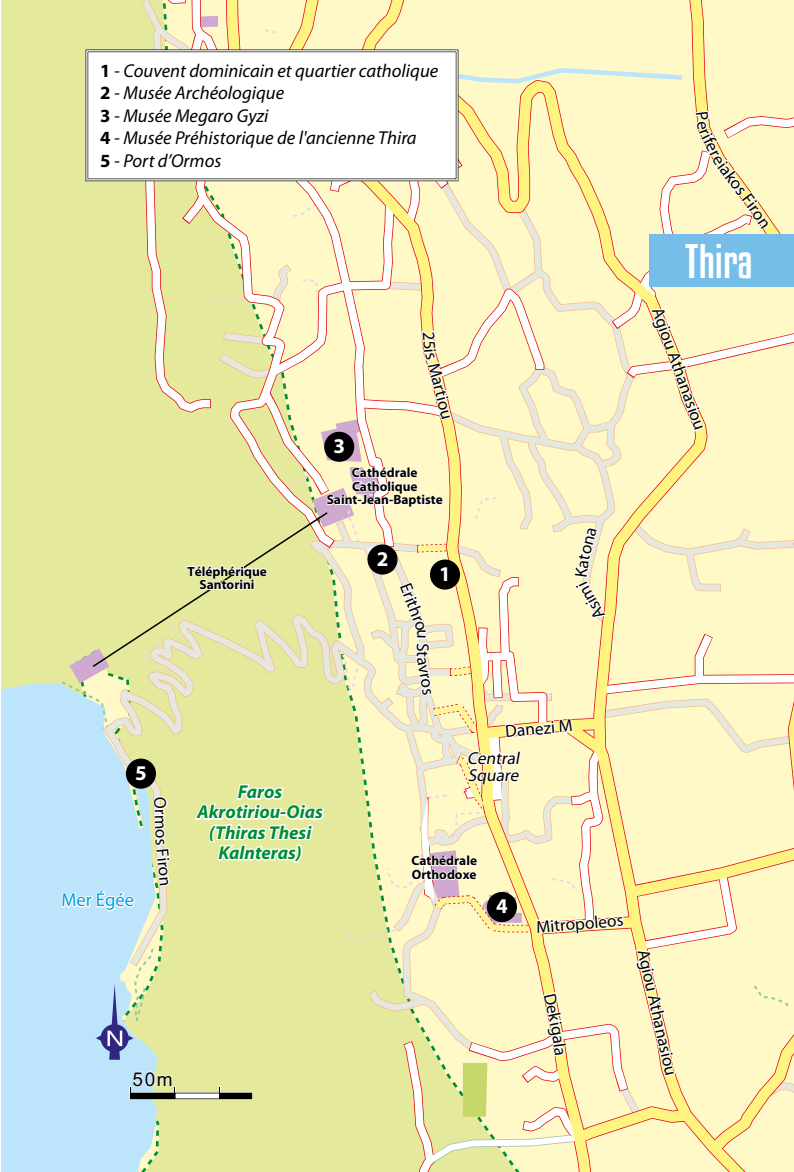 1 - Couvent dominicain et quartier catholique
2 - Musée Archéologique
3 - Musée Megaro Gyzi
4 - Musée Préhistorique de l'ancienne Thira
5 - Port d'Ormos
Perifereiakos Firon
Thira
25is Martiou
Agiou Athanasiou
3
Cathédrale
Catholique
Saint-Jean-Baptiste
2
1
Téléphérique
Santorini
Asimi Katona
Erithrou Stavros
Danezi M
Central
Square
5
Ormos Firon
Faros
Akrotiriou-Oias
(Thiras Thesi
Kalnteras)
Cathédrale
Orthodoxe
4
Mitropoleos
Mer Égée
Agiou Athanasiou
Dekigala
N
50m